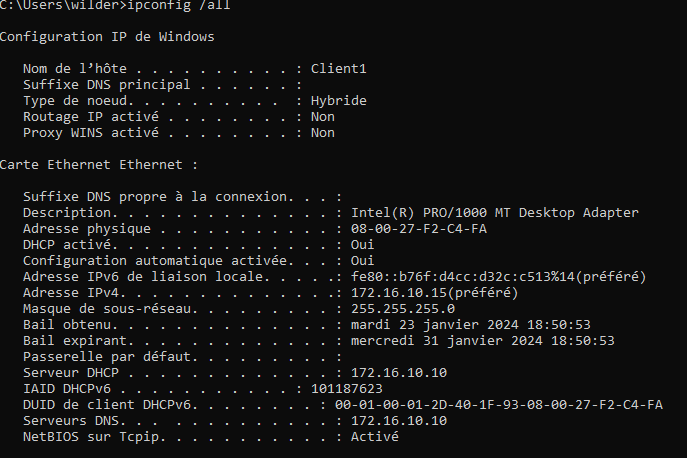 C:\Users\wilder>ipconfig /all
Configuration IP de Windows
Nom de l’hôte . . . . . . . . . . : Client1
Suffixe DNS principal . . . . . . :
Type de noeud. . . . . . . . . .  : Hybride
Routage IP activé . . . . . . . . : Non
Proxy WINS activé . . . . . . . . : Non
Carte Ethernet Ethernet :
Suffixe DNS propre à la connexion. . . :
Description. . . . . . . . . . . . . . : Intel(R) PRO/1000 MT Desktop Adapter
Adresse physique . . . . . . . . . . . : 08-00-27-F2-C4-FA
DHCP activé. . . . . . . . . . . . . . : Oui
Configuration automatique activée. . . : Oui
Adresse IPv6 de liaison locale. . . . .: fe80::b76f:d4cc:d32c:c513%14(préféré)
Adresse IPv4. . . . . . . . . . . . . .: 172.16.10.15(préféré)
Masque de sous-réseau. . . . . . . . . : 255.255.255.0
Bail obtenu. . . . . . . . . . . . . . : mardi 23 janvier 2024 18:50:53
Bail expirant. . . . . . . . . . . . . : mercredi 31 janvier 2024 18:50:53
Passerelle par défaut. . . . . . . . . :
Serveur DHCP . . . . . . . . . . . . . : 172.16.10.10
IAID DHCPv6 . . . . . . . . . . . : 101187623
DUID de client DHCPv6. . . . . . . . : 00-01-00-01-2D-40-1F-93-08-00-27-F2-C4-FA
Serveurs DNS. . .  . . . . . . . . . . : 172.16.10.10
NetBIOS sur Tcpip. . . . . . . . . . . : Activé